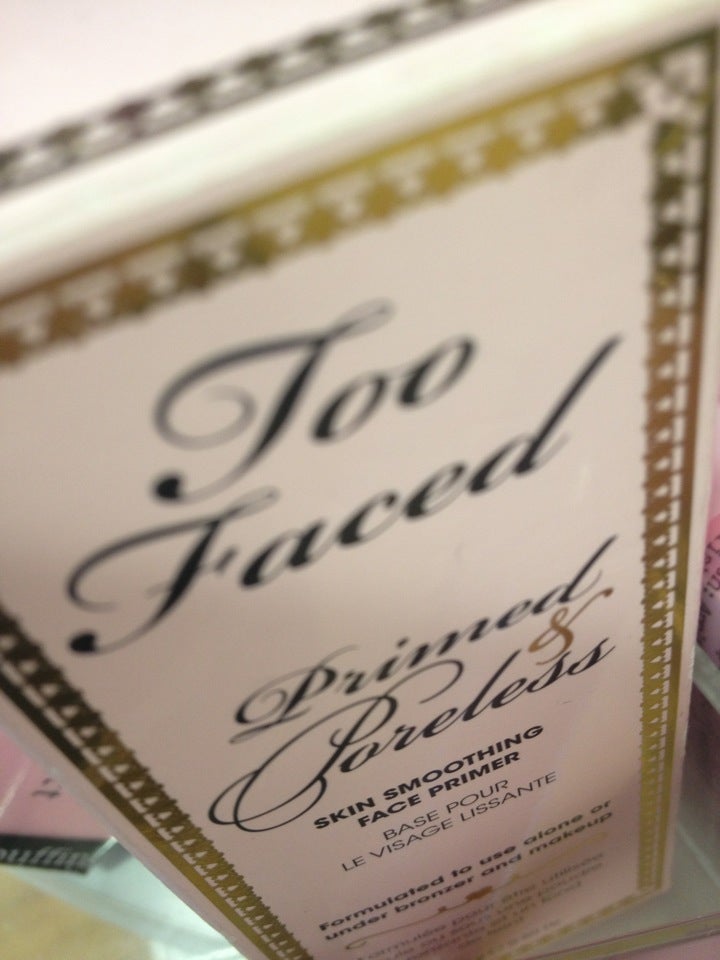 Too
Faced
Primed
&
Poreless
SKIN SMOOTHING
FACE PRIMER
BASE POUR
LE VISAGE LISSANTE
Formulated to use alone or
under bronzer and makeup